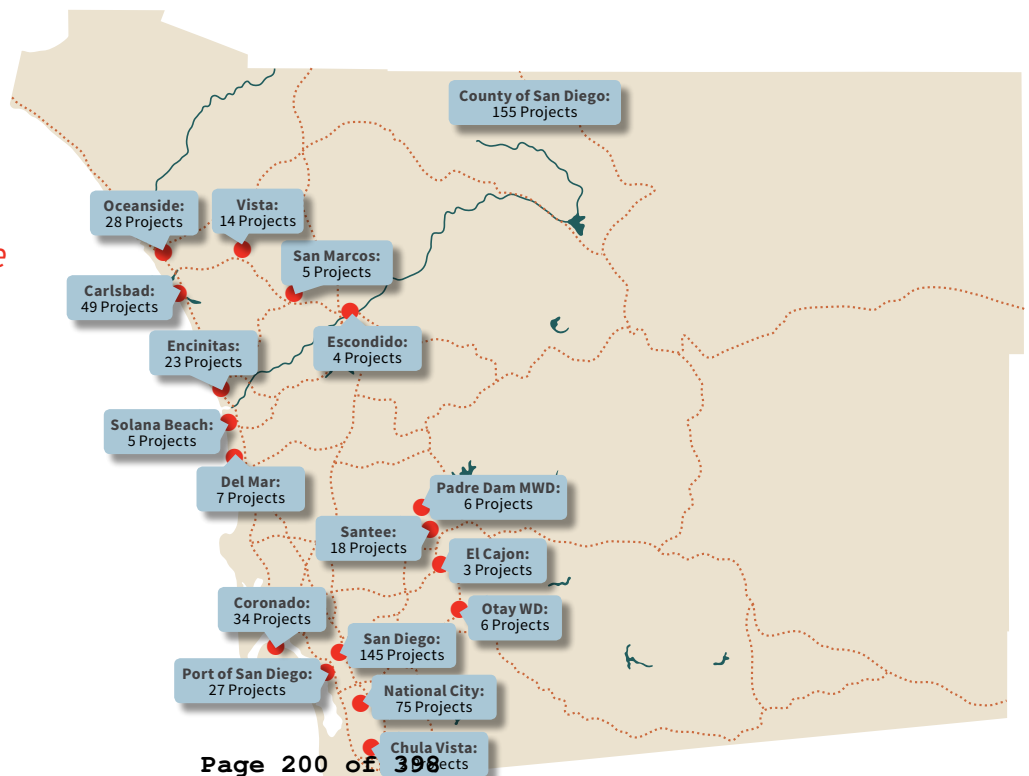 County of San Diego:
155 Projects
Oceanside:
28 Projects
Vista:
14 Projects
San Marcos:
5 Projects
Carlsbad:
49 Projects
Encinitas:
23 Projects
Escondido:
4 Projects
Solana Beach:
5 Projects
Del Mar:
7 Projects
Padre Dam MWD:
6 Projects
Santee:
18 Projects
El Cajon:
3 Projects
Coronado:
34 Projects
Otay WD:
6 Projects
San Diego:
145 Projects
Port of San Diego:
27 Projects
National City:
75 Projects
Chula Vista:
Projects
Page 200 of 398